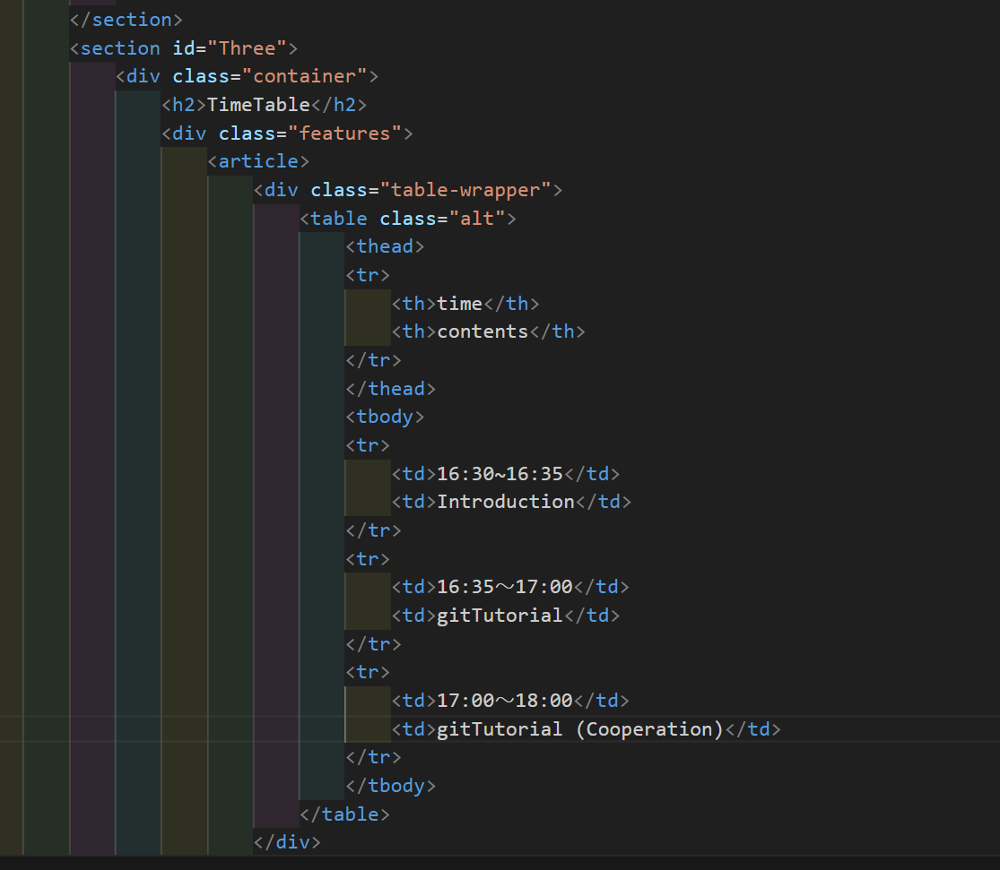 </section>
<section id="Three">
<div class="container">
<h2>TimeTable</h2>
<div class="features">
<article>
<div class="table-wrapper">
<table class="alt">
<thead>
<tr>
<th>time</th>
<th>contents</th>
</tr>
</thead>
<tbody>
<tr>
<td>16:30~16:35</td>
<td>Introduction</td>
</tr>
<tr>
<td>16:35～17:00</td>
<td>gitTutorial</td>
</tr>
<tr>
<td>17:00～18:00</td>
<td>gitTutorial (Cooperation)</td>
</tr>
</tbody>
</table>
</div>